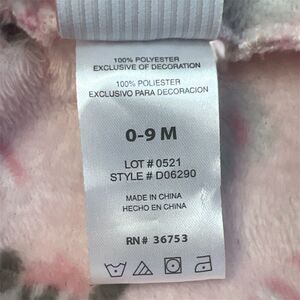 100% POLYESTER
EXCLUSIVE OF DECORATION
100% POLIESTER
EXCLUSIVO PARA DECORACION
0-9 M
LOT # 0521
STYLE # D06290
MADE IN CHINA
HECHO EN CHINA
RN# 36753